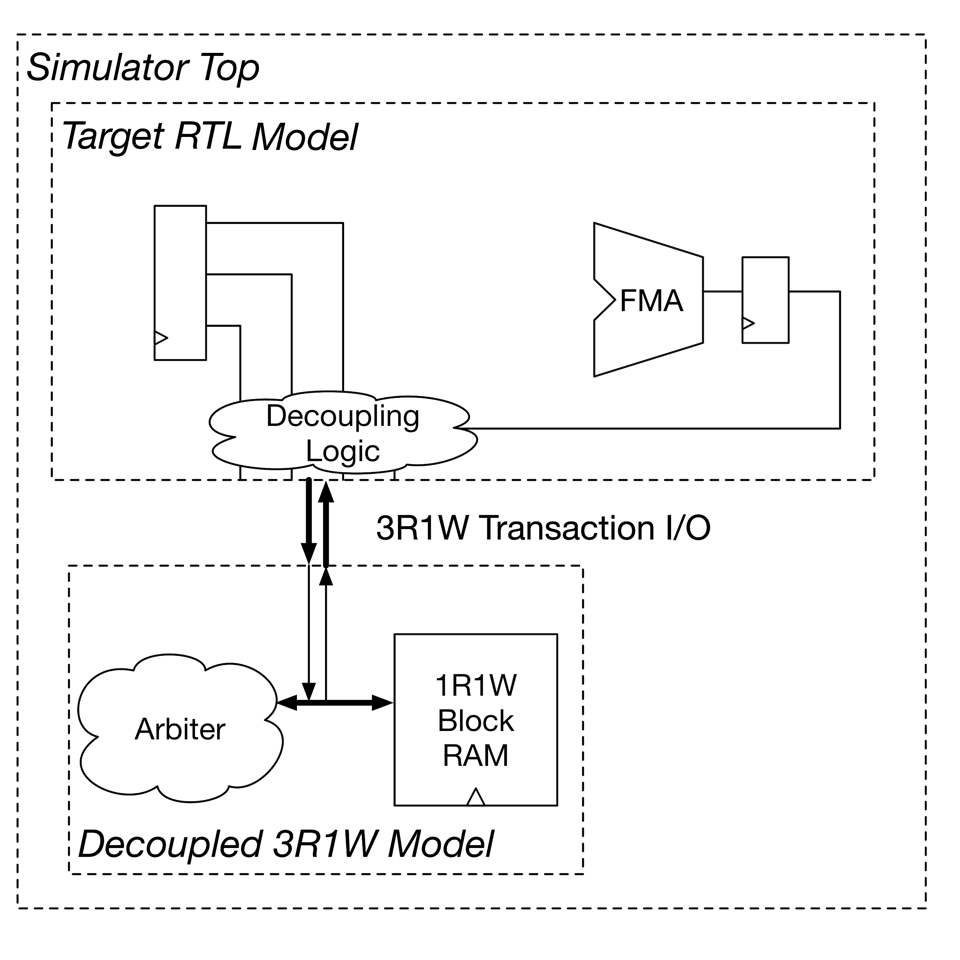 Simulator Top
Target RTL Model
FMA
Decoupling
Logic
3R1W Transaction I/O
Arbiter
1R1W
Block
RAM
Decoupled 3R1W Model